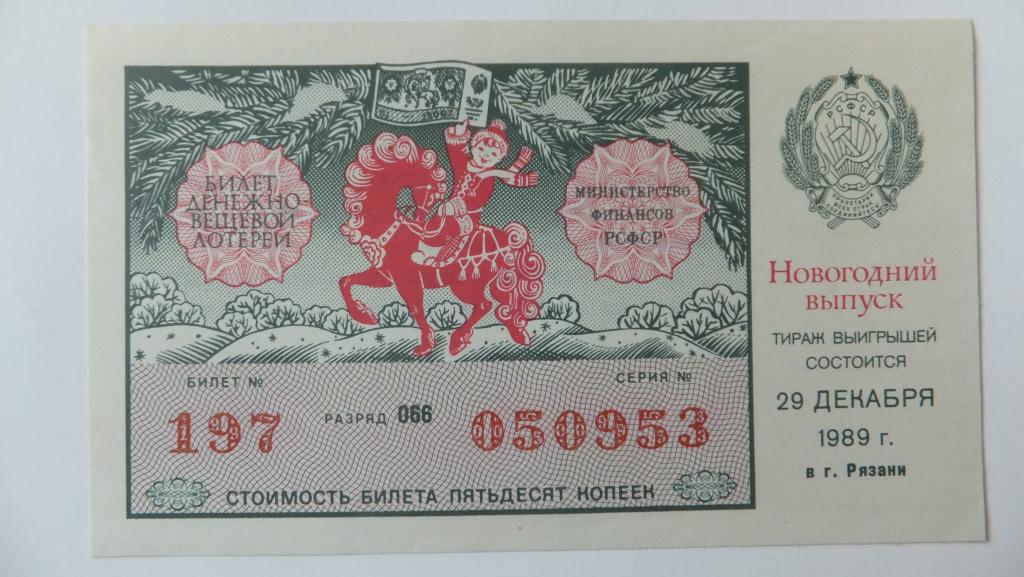 БИЛЕТ
ДЕНЕЖНО-
ВЕЩЕВОЙ
ЛОТЕРЕИ
МИНИСТЕРСТВО
ФИНАНСОВ
РСФСР
РСФСР
Новогодний
выпуск
ТИРАЖ ВЫИГРЫШЕЙ
СОСТОИТСЯ
29 ДЕКАБРЯ
1989 г.
в г. Рязани
БИЛЕТ № СЕРИЯ №
197 РАЗРЯД 066 050953
СТОИМОСТЬ БИЛЕТА ПЯТЬДЕСЯТ КОПЕЕК